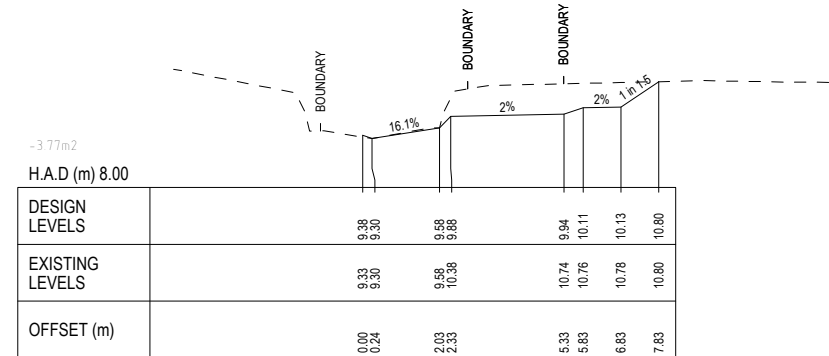 BOUNDARY
BOUNDARY
BOUNDARY
16.1%
2%
2%
1 in 1.5
-3.77m2
H.A.D (m) 8.00
DESIGN
LEVELS
9.38 9.30 9.58 9.88 9.94 10.11 10.13 10.80
EXISTING
LEVELS
9.33 9.30 9.58 10.38 10.74 10.76 10.78 10.80
OFFSET (m)
0.00 0.24 2.03 2.33 5.33 5.83 6.83 7.83